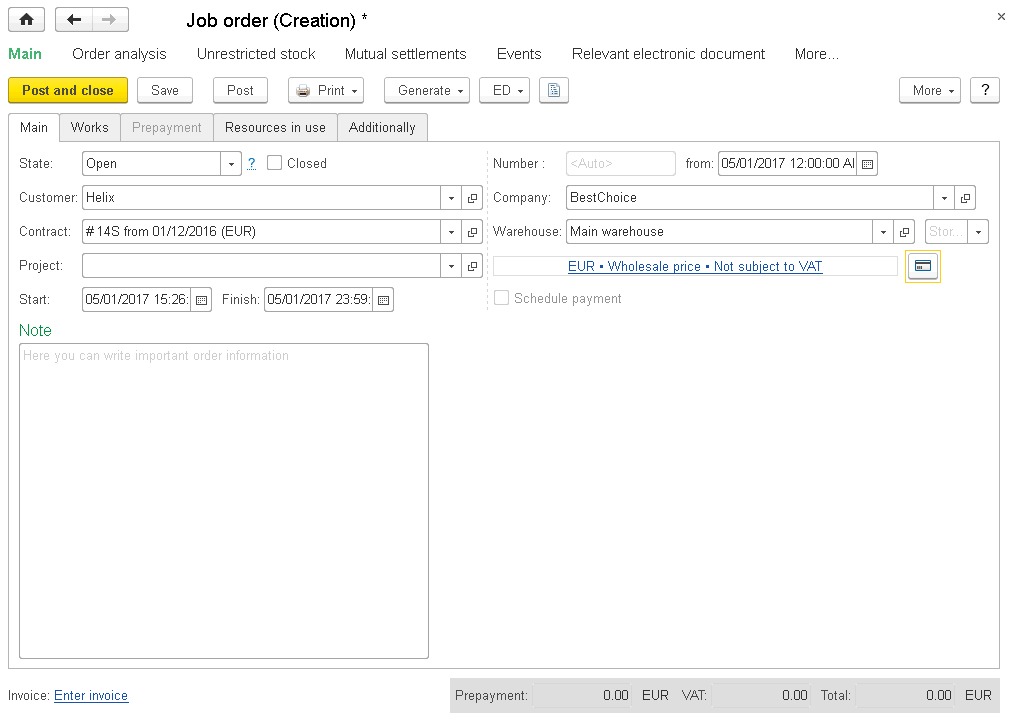 Job order (Creation) *
Main Order analysis Unrestricted stock Mutual settlements Events Relevant electronic document More...
Post and close Save Post Print Generate ED More ?
Main Works Prepayment Resources in use Additionally
State: Open ? Closed Number : <Auto> from: 05/01/2017 12:00:00 AI
Customer: Helix Company: BestChoice
Contract: # 14S from 01/12/2016 (EUR) Warehouse: Main warehouse Stor...
Project: EUR • Wholesale price • Not subject to VAT
Start: 05/01/2017 15:26: Finish: 05/01/2017 23:59: Schedule payment
Note
Here you can write important order information
Invoice: Enter invoice Prepayment: 0.00 EUR VAT: 0.00 Total: 0.00 EUR